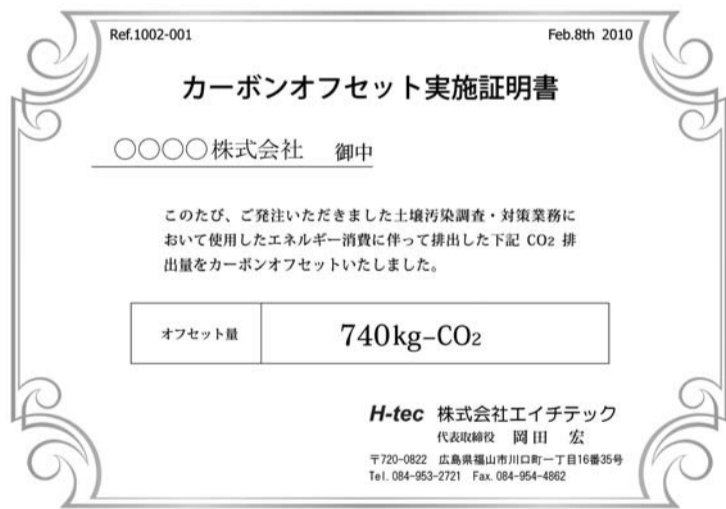 Ref.1002-001
Feb.8th 2010
カーボンオフセット実施証明書
○○○○株式会社 御中
このたび、ご発注いただきました土壌汚染調査・対策業務に
おいて使用したエネルギー消費に伴って排出した下記 CO2 排
出量をカーボンオフセットいたしました。
オフセット量 740kg−CO2
H-tec 株式会社エイチテック
代表取締役 岡田 宏
〒720-0822 広島県福山市川口町一丁目16番35号
Tel. 084-953-2721 Fax. 084-954-4862